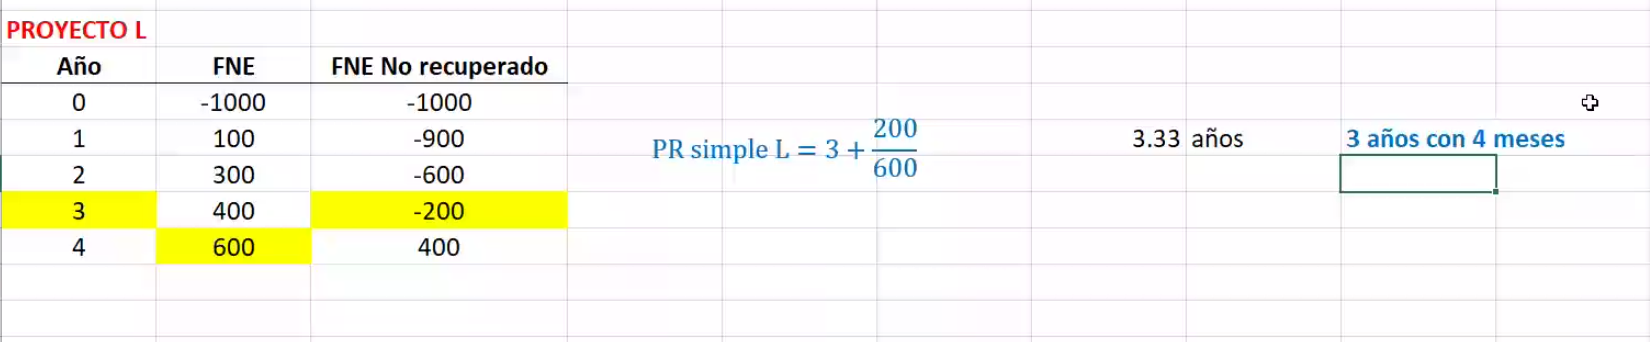 PROYECTO L
Año FNE FNE No recuperado
0 -1000 -1000
1 100 -900
2 300 -600
3 400 -200
4 600 400
PR simple L = 3 + 200/600
3.33 años
3 años con 4 meses